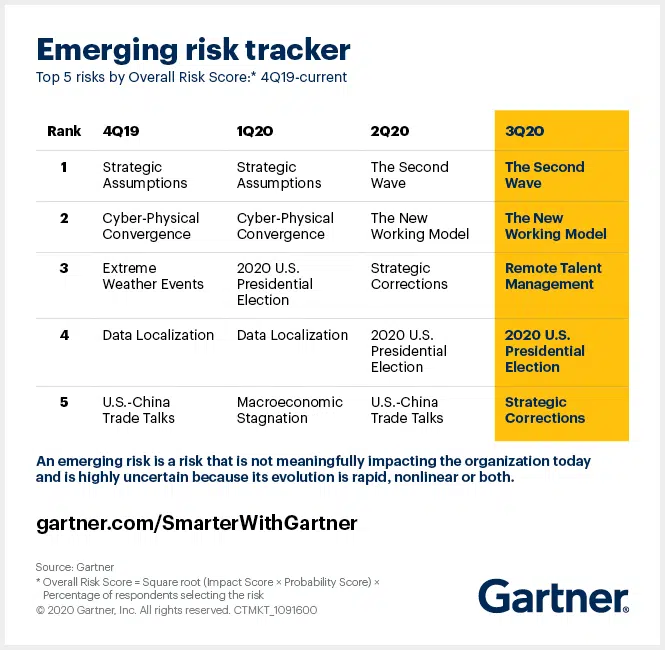 Emerging risk tracker
Top 5 risks by Overall Risk Score:* 4Q19-current
Rank 4Q19 1Q20 2Q20 3Q20
1 Strategic Strategic The Second The Second
Assumptions Assumptions Wave Wave
2 Cyber-Physical Cyber-Physical The New The New
Convergence Convergence Working Model Working Model
3 Extreme 2020 U.S. Strategic Remote Talent
Weather Events Presidential Corrections Management
Election
4 Data Localization Data Localization 2020 U.S. 2020 U.S.
Presidential Presidential
Election Election
5 U.S.-China Macroeconomic U.S.-China Strategic
Trade Talks Stagnation Trade Talks Corrections
An emerging risk is a risk that is not meaningfully impacting the organization today
and is highly uncertain because its evolution is rapid, nonlinear or both.
gartner.com/SmarterWithGartner
Source: Gartner
* Overall Risk Score = Square root (Impact Score × Probability Score) ×
Percentage of respondents selecting the risk
© 2020 Gartner, Inc. All rights reserved. CTMKT_1091600
Gartner®